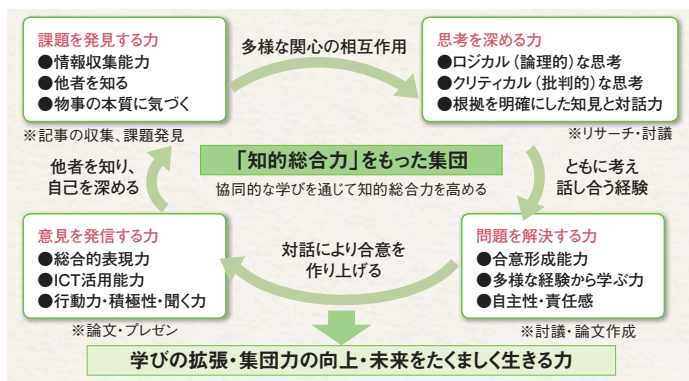 課題を発見する力
●情報収集能力
●他者を知る
●物事の本質に気づく
※記事の収集、課題発見
多様な関心の相互作用
思考を深める力
●ロジカル(論理的)な思考
●クリティカル(批判的)な思考
●根拠を明確にした知見と対話力
※リサーチ・討議
「知的総合力」をもった集団
協同的な学びを通じて知的総合力を高める
ともに考え
話し合う経験
問題を解決する力
●合意形成能力
●多様な経験から学ぶ力
●自主性・責任感
※討議・論文作成
対話により合意を
作り上げる
意見を発信する力
●総合的表現力
●ICT活用能力
●行動力・積極性・聞く力
※論文・プレゼン
他者を知り、
自己を深める
学びの拡張・集団力の向上・未来をたくましく生きる力